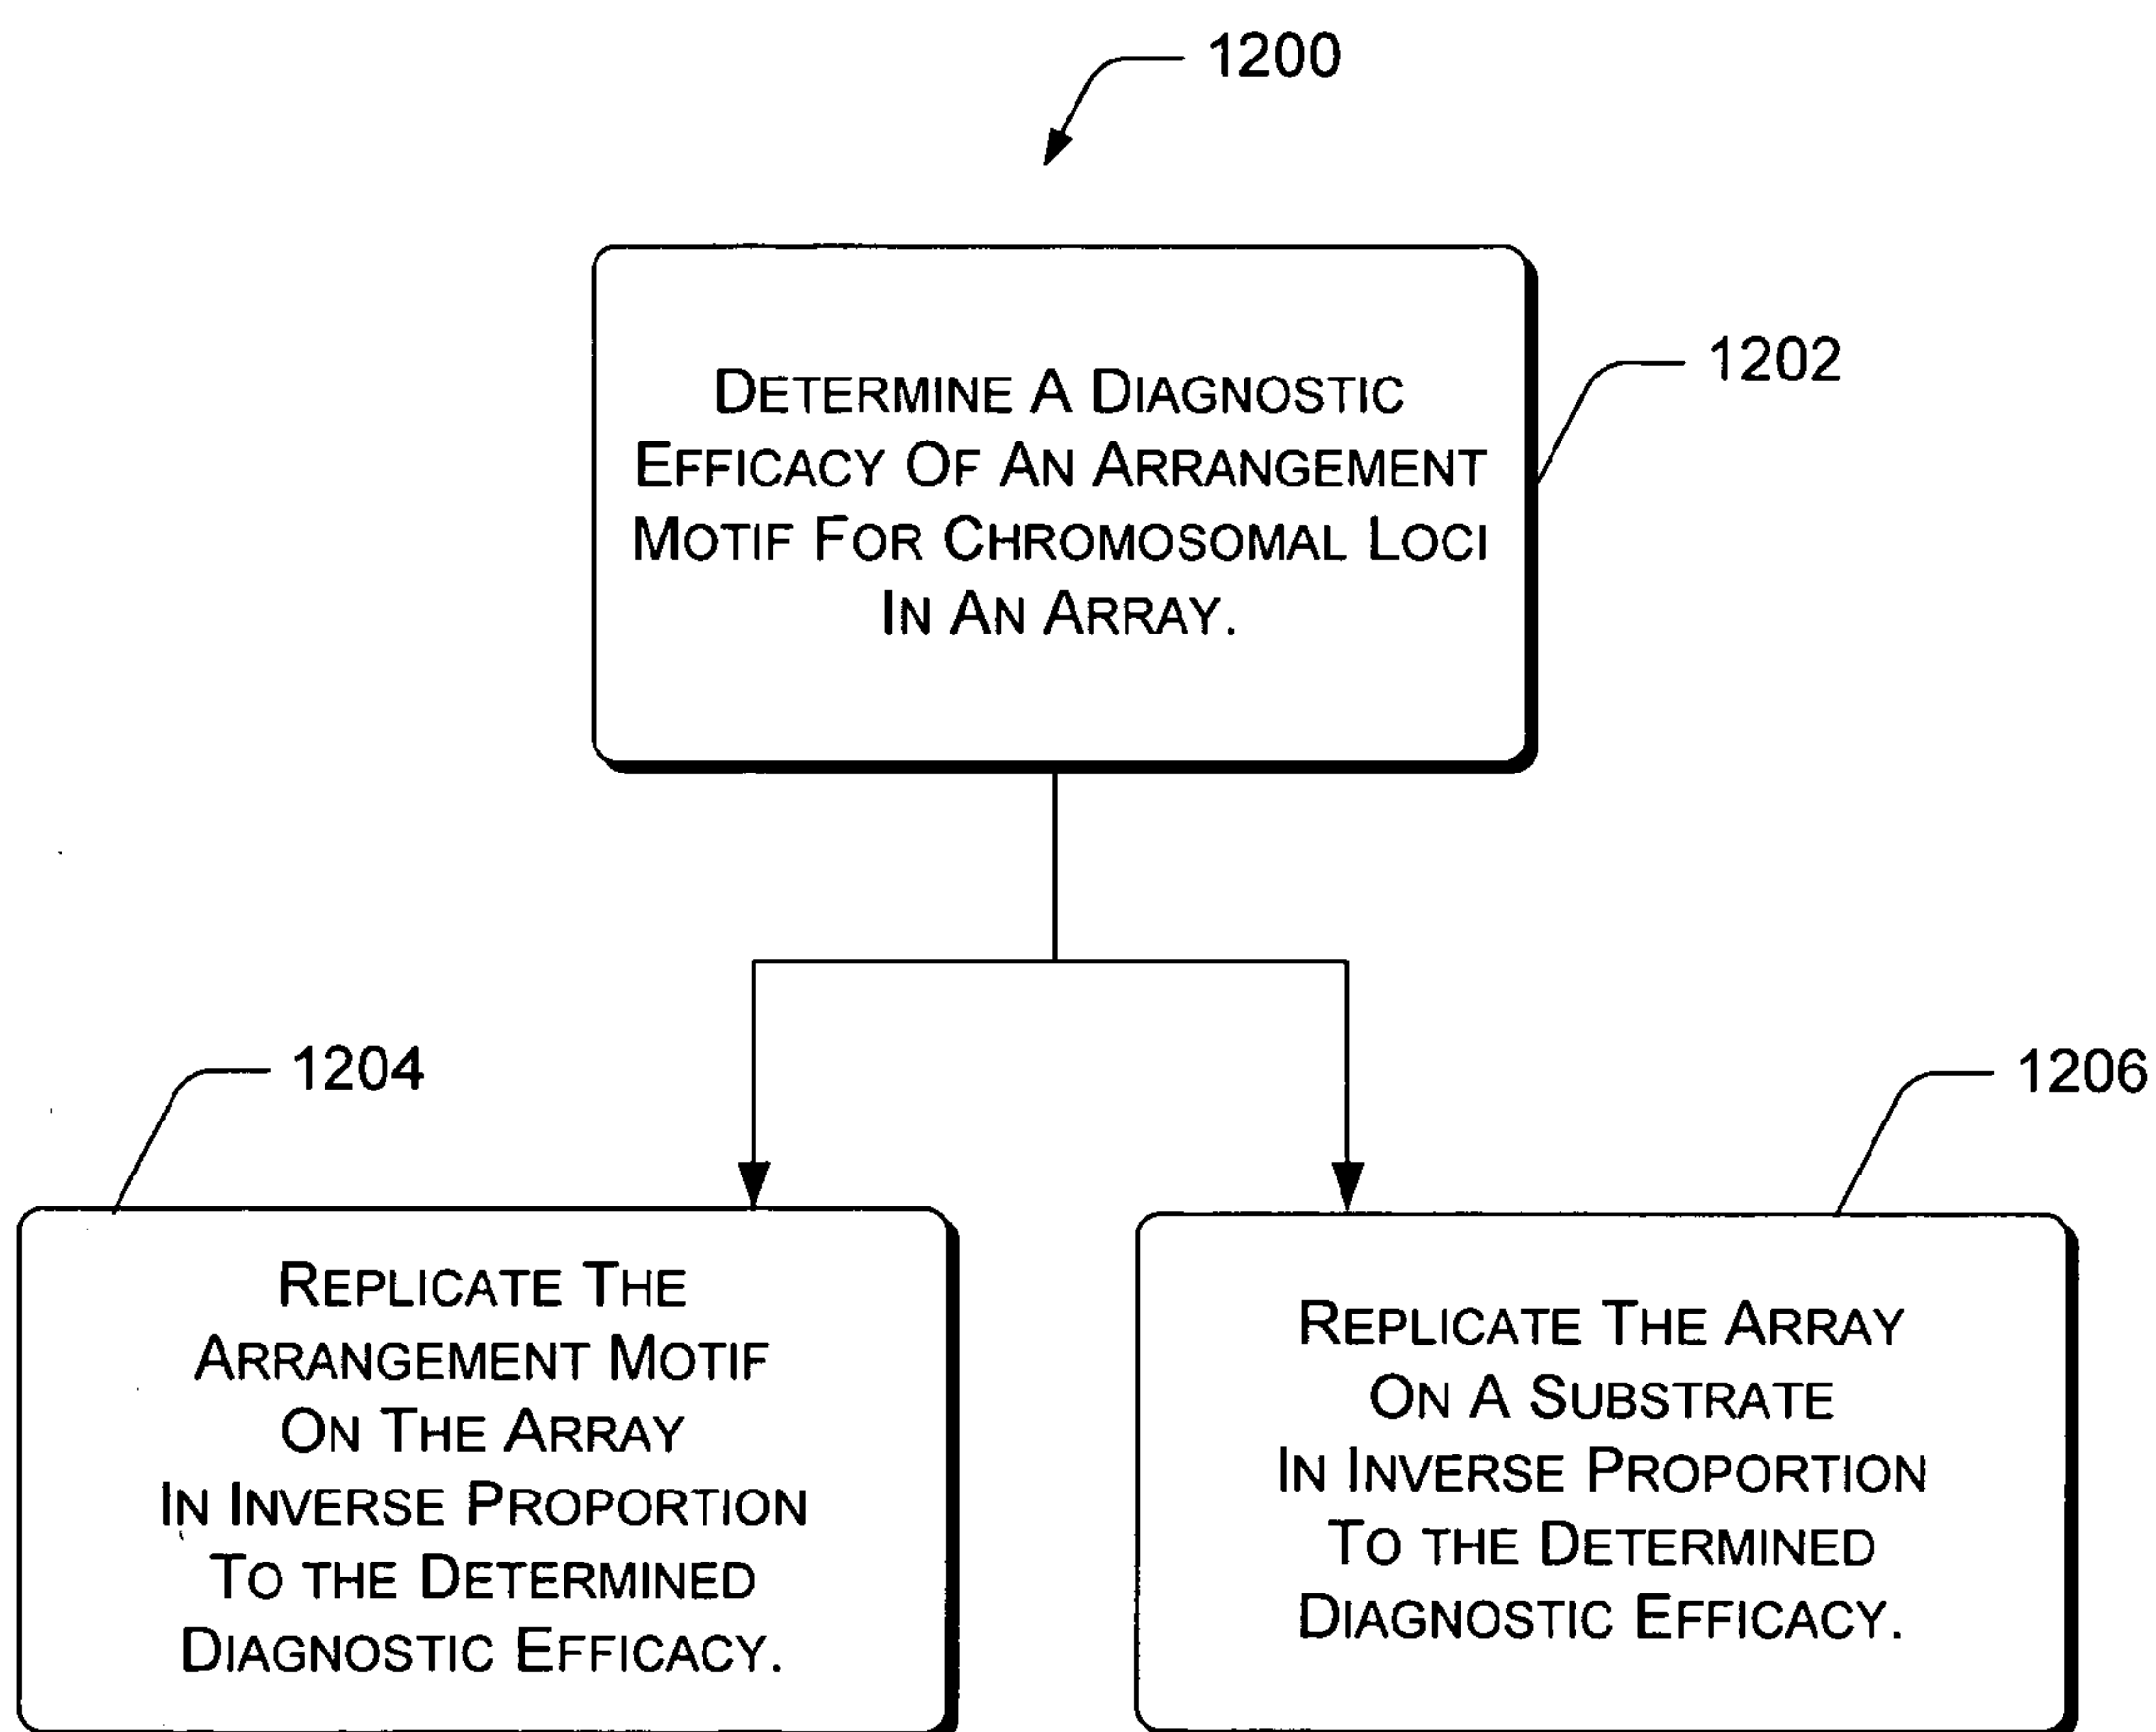 1200
DETERMINE A DIAGNOSTIC
EFFICACY OF AN ARRANGEMENT
MOTIF FOR CHROMOSOMAL LOCI
IN AN ARRAY.
1202
1204
REPLICATE THE
ARRANGEMENT MOTIF
ON THE ARRAY
IN INVERSE PROPORTION
TO THE DETERMINED
DIAGNOSTIC EFFICACY.
1206
REPLICATE THE ARRAY
ON A SUBSTRATE
IN INVERSE PROPORTION
TO THE DETERMINED
DIAGNOSTIC EFFICACY.